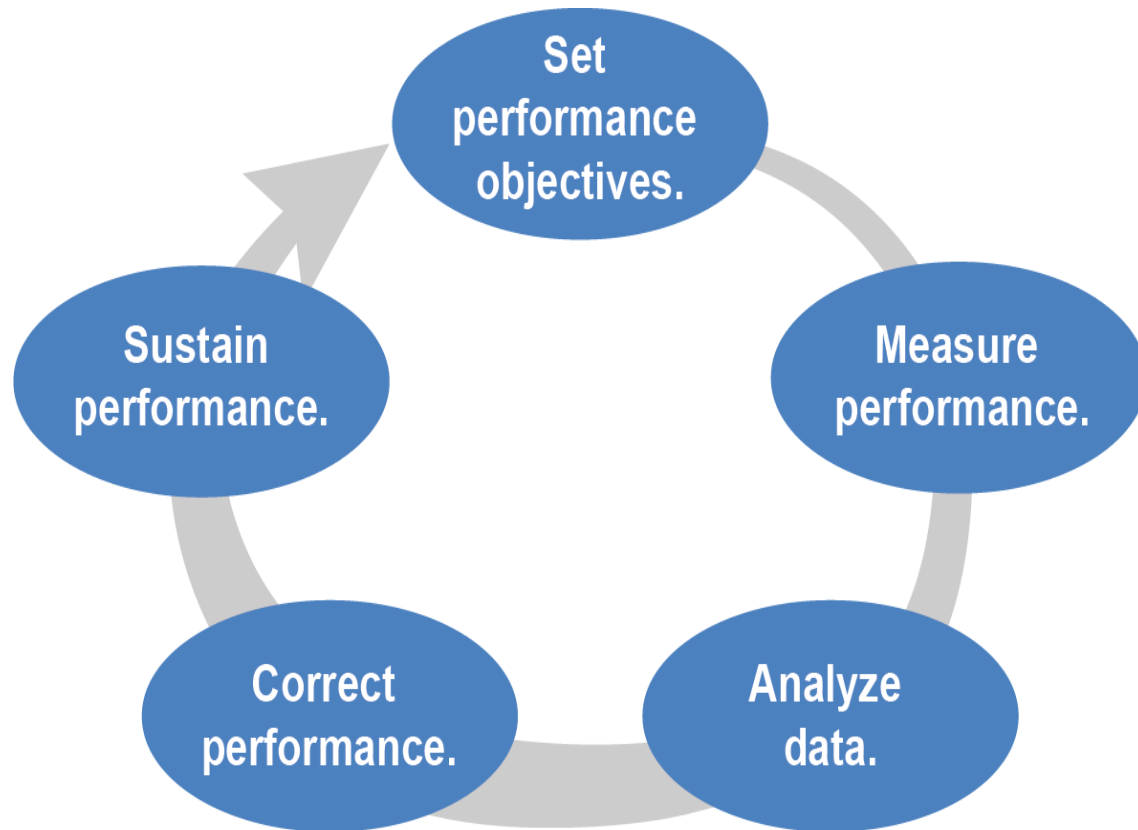 Set
performance
objectives.
Measure
performance.
Analyze
data.
Correct
performance.
Sustain
performance.